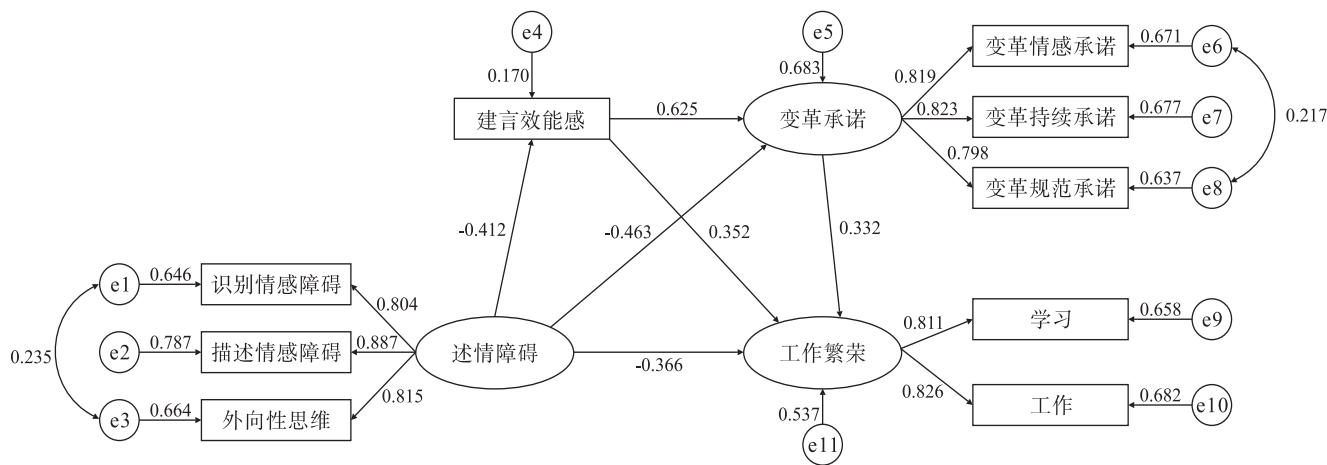 e4
e5
0.170
0.683
建言效能感
0.625
变革承诺
0.819
0.823
0.798
变革情感承诺
0.671
e6
变革持续承诺
0.677
e7
变革规范承诺
0.637
e8
0.217
-0.412
-0.463
0.352
0.332
e1
0.646
识别情感障碍
0.804
e2
0.787
描述情感障碍
0.887
0.235
e3
0.664
外向性思维
0.815
述情障碍
-0.366
工作繁荣
0.811
0.826
学习
0.658
e9
工作
0.682
e10
0.537
e11